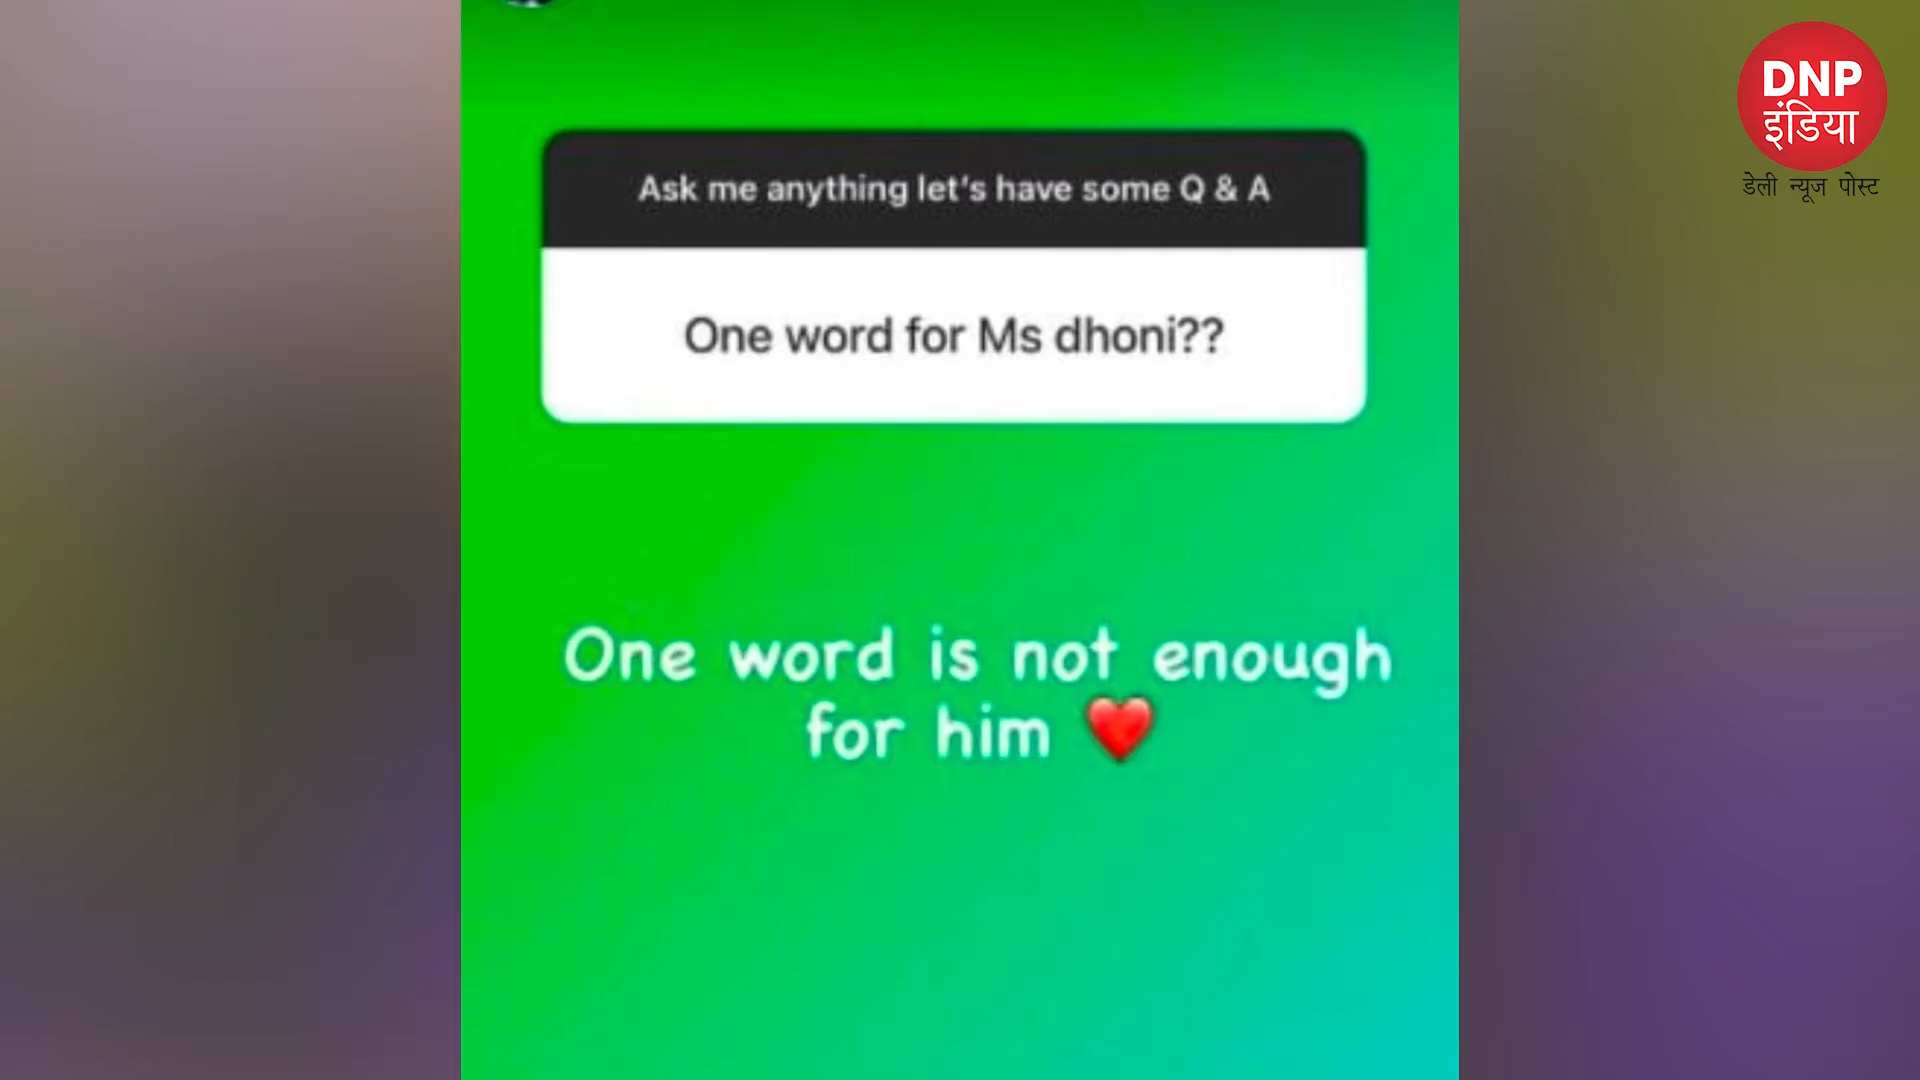 Ask me anything let's have some Q & A
One word for Ms dhoni??
One word is not enough
for him ❤️
DNP
इंडिया
डेली न्यूज पोस्ट